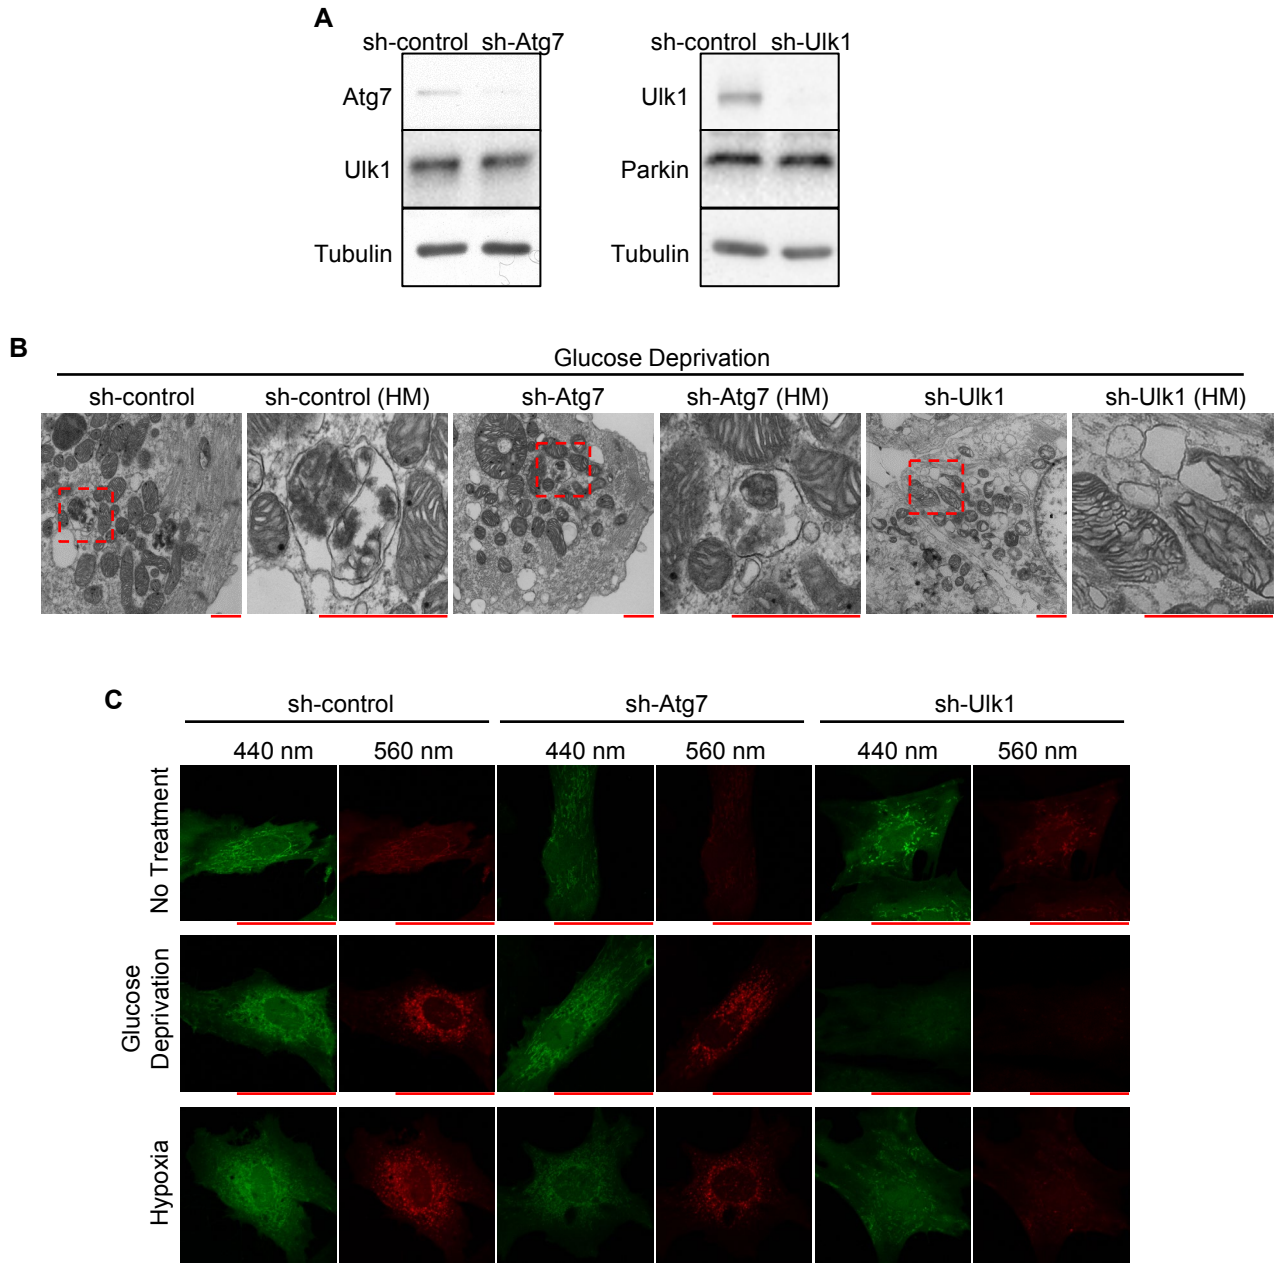 A
sh-control sh-Atg7
Atg7
Ulk1
Tubulin
sh-control sh-Ulk1
Ulk1
Parkin
Tubulin
B
Glucose Deprivation
sh-control sh-control (HM) sh-Atg7 sh-Atg7 (HM) sh-Ulk1 sh-Ulk1 (HM)
C
sh-control sh-Atg7 sh-Ulk1
440 nm 560 nm 440 nm 560 nm 440 nm 560 nm
No Treatment
Glucose
Deprivation
Hypoxia